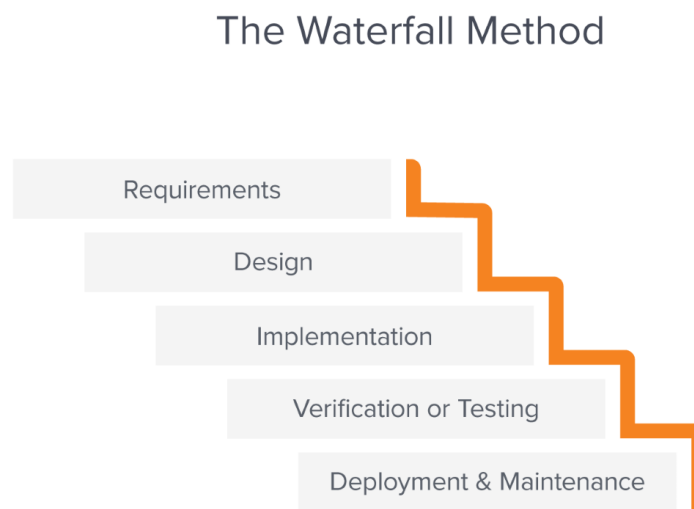 The Waterfall Method
Requirements
Design
Implementation
Verification or Testing
Deployment & Maintenance